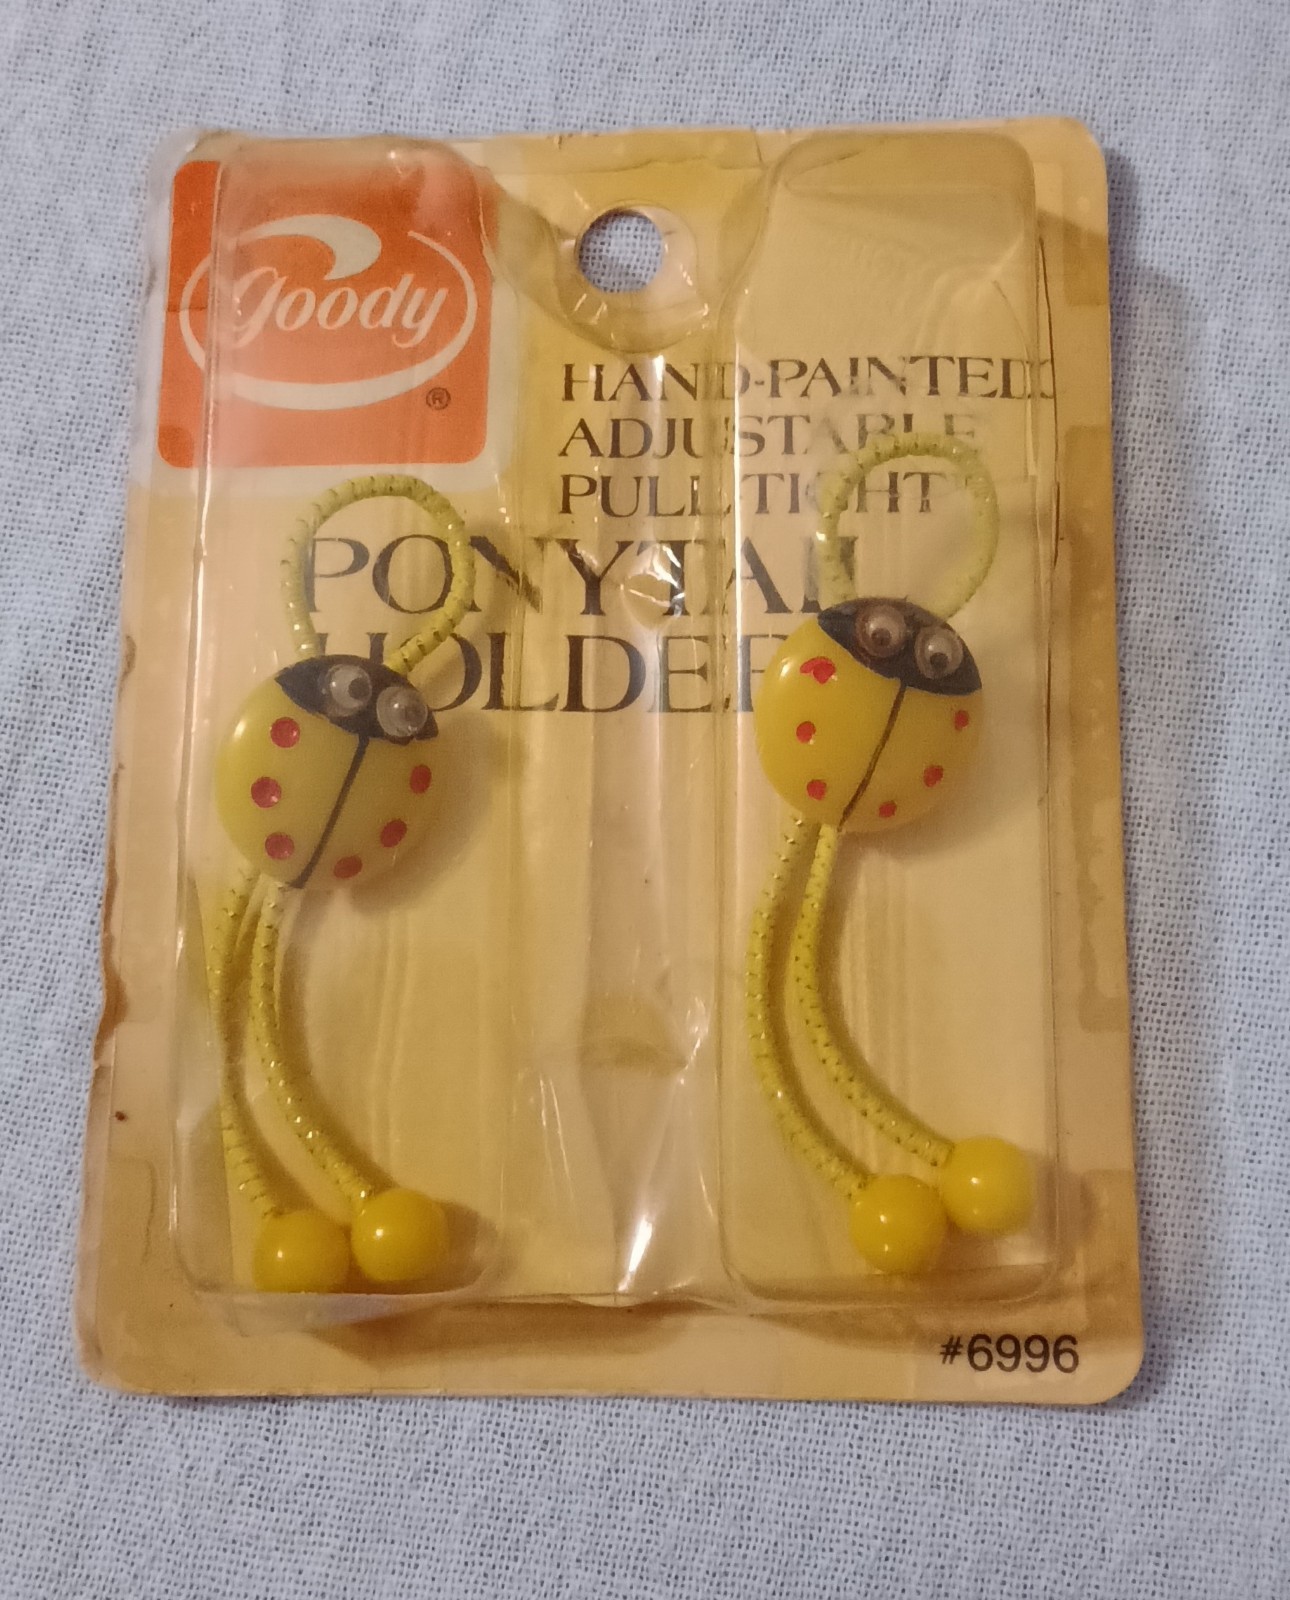 goody
®
HAND-PAINTED
ADJUSTABLE
PULL-TIGHT
PONYTAIL
HOLDERS
#6996